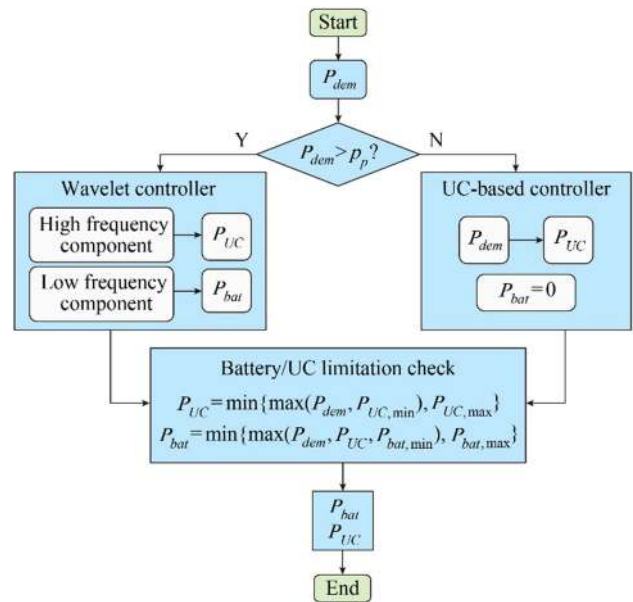 Start
P_dem
P_dem > p_p?
Y
N
Wavelet controller
High frequency
component
P_UC
Low frequency
component
P_bat
UC-based controller
P_dem
P_UC
P_bat = 0
Battery/UC limitation check
P_UC = min{max(P_dem, P_UC, min), P_UC, max}
P_bat = min{max(P_dem, P_UC, P_bat, min), P_bat, max}
P_bat
P_UC
End